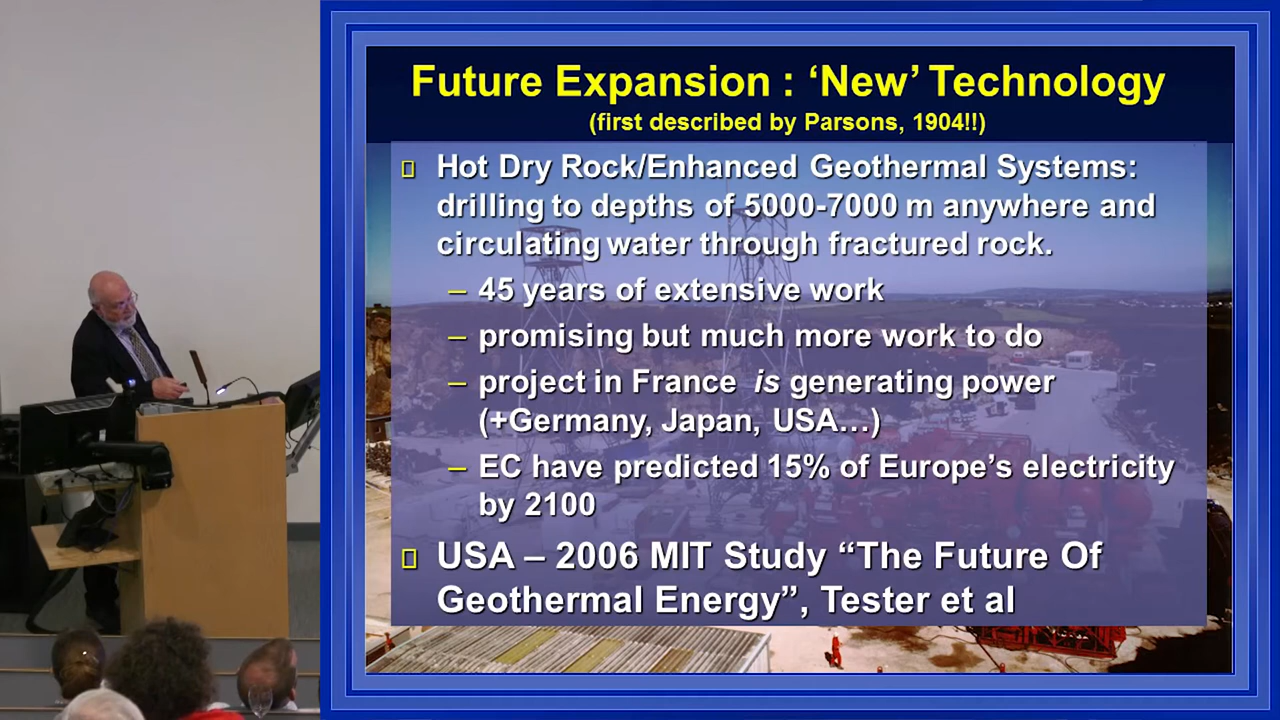 Future Expansion : ‘New’ Technology
(first described by Parsons, 1904!!)
Hot Dry Rock/Enhanced Geothermal Systems:
drilling to depths of 5000-7000 m anywhere and
circulating water through fractured rock.
– 45 years of extensive work
– promising but much more work to do
– project in France is generating power
(+Germany, Japan, USA…)
– EC have predicted 15% of Europe’s electricity
by 2100
USA – 2006 MIT Study “The Future Of
Geothermal Energy”, Tester et al